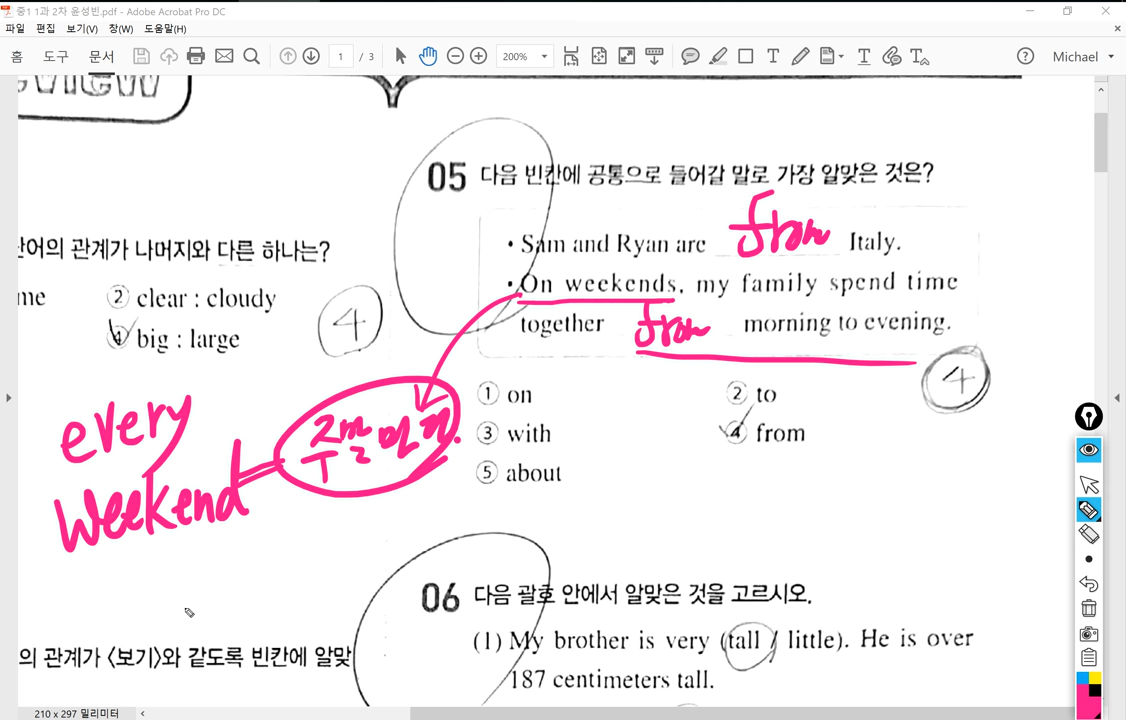 중1 1과 2차 윤성빈.pdf - Adobe Acrobat Pro DC
파일 편집 보기(V) 창(W) 도움말(H)
홈 도구 문서 1 / 3 200% Michael
단어의 관계가 나머지와 다른 하나는?
me ② clear : cloudy
④ big : large
4
05 다음 빈칸에 공통으로 들어갈 말로 가장 알맞은 것은?
• Sam and Ryan are from Italy.
• On weekends, my family spend time
together from morning to evening.
4
① on ② to
③ with ④ from
⑤ about
every
weekend
주말 마다.
06 다음 괄호 안에서 알맞은 것을 고르시오.
(1) My brother is very (tall / little). He is over
187 centimeters tall.
의 관계가 〈보기〉와 같도록 빈칸에 알맞
210 x 297 밀리미터